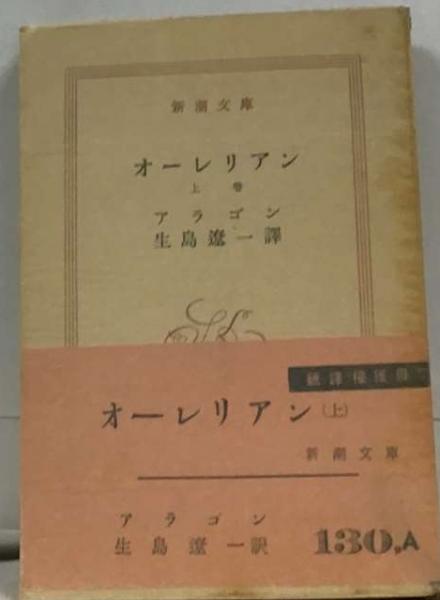 新潮文庫
オーレリアン
上巻
アラゴン
生島遼一譯
飜譯権獲得
オーレリアン(上)
新潮文庫
アラゴン
生島遼一訳
130,A